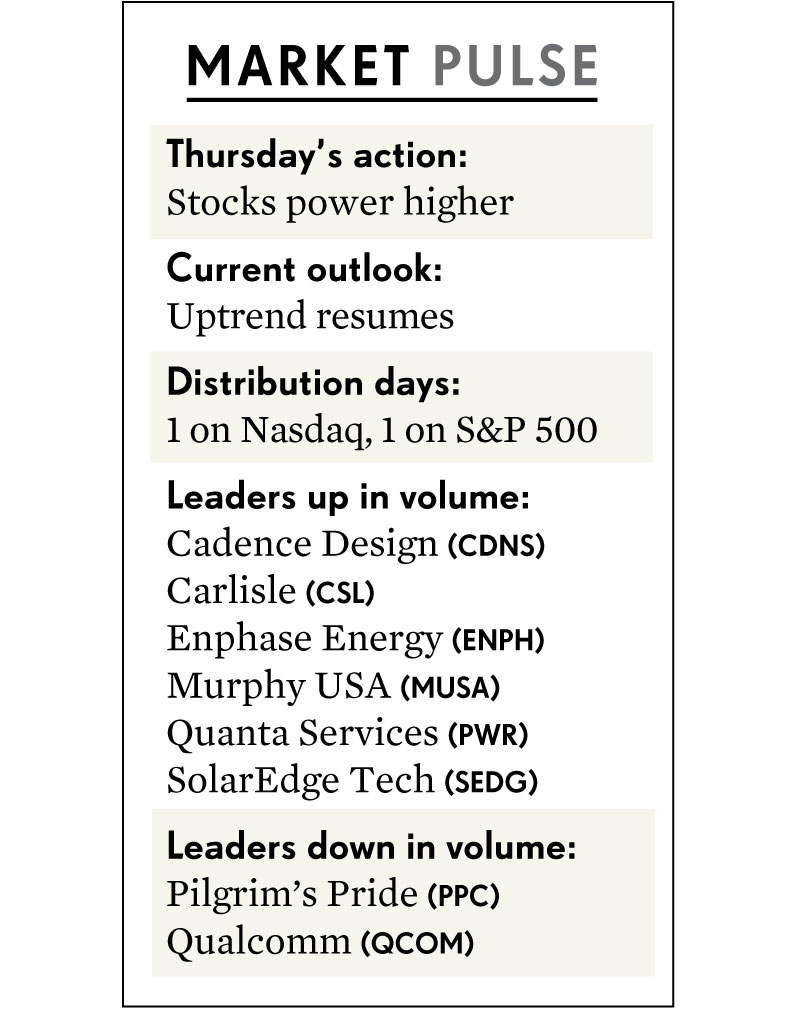 MARKET PULSE
Thursday’s action:
Stocks power higher
Current outlook:
Uptrend resumes
Distribution days:
1 on Nasdaq, 1 on S&P 500
Leaders up in volume:
Cadence Design (CDNS)
Carlisle (CSL)
Enphase Energy (ENPH)
Murphy USA (MUSA)
Quanta Services (PWR)
SolarEdge Tech (SEDG)
Leaders down in volume:
Pilgrim’s Pride (PPC)
Qualcomm (QCOM)